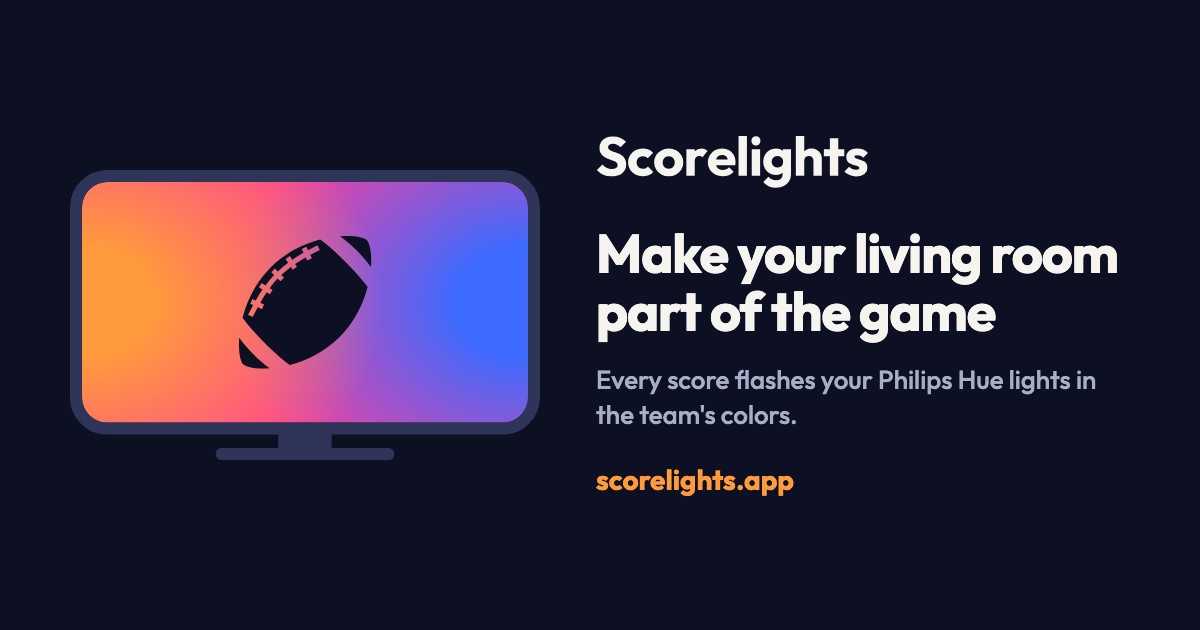 Scorelights
Make your living room
part of the game
Every score flashes your Philips Hue lights in
the team's colors.
scorelights.app